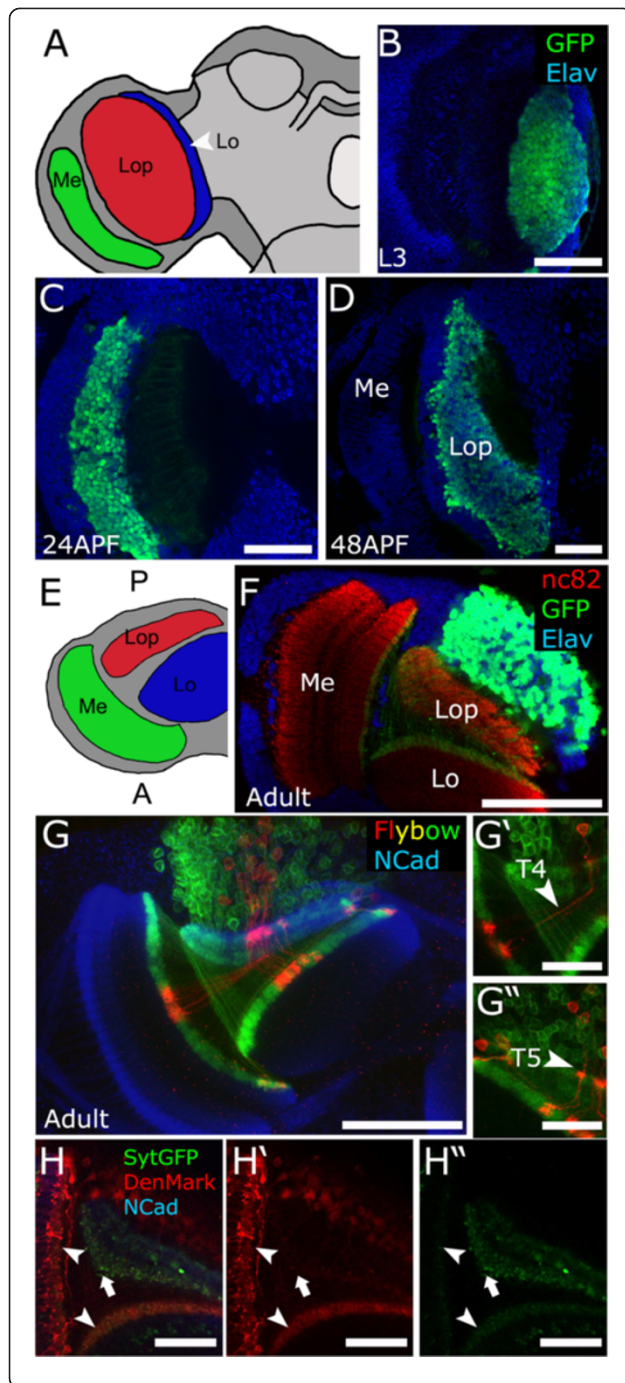 A
Me
Lop
Lo
B
GFP
Elav
L3
C
24APF
D
Me
Lop
48APF
E
P
Lop
Lo
Me
A
F
nc82
GFP
Elav
Me
Lop
Lo
Adult
G
Flybow
NCad
Adult
G'
T4
G"
T5
H
SytGFP
DenMark
NCad
H'
H"